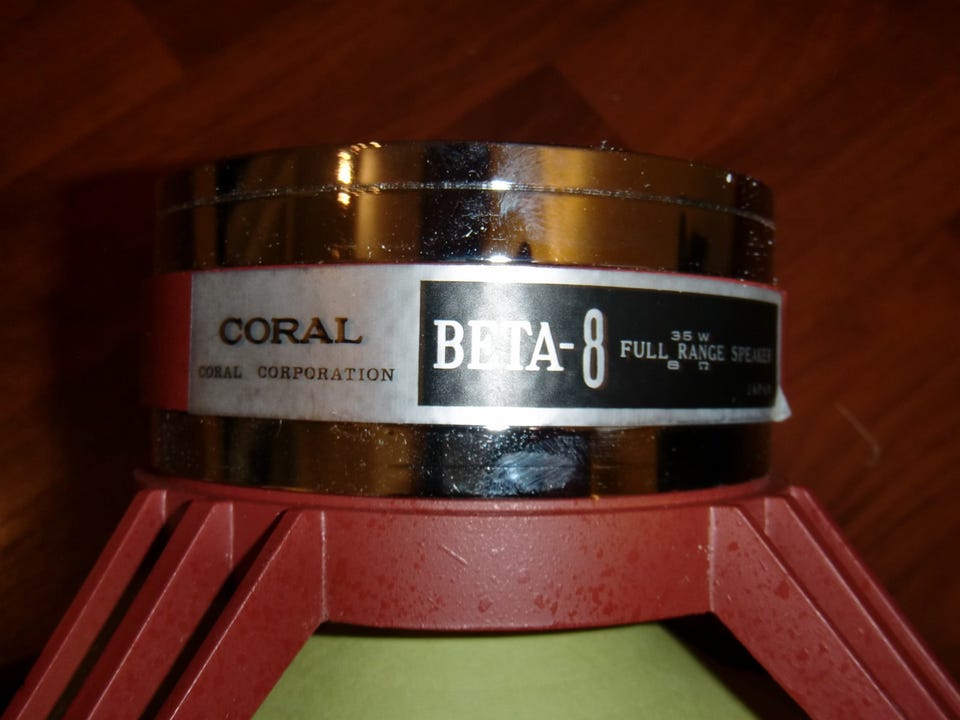 CORAL
CORAL CORPORATION
BETA-8
35 W
FULL RANGE SPEAKER
8 Ω
JAPAN